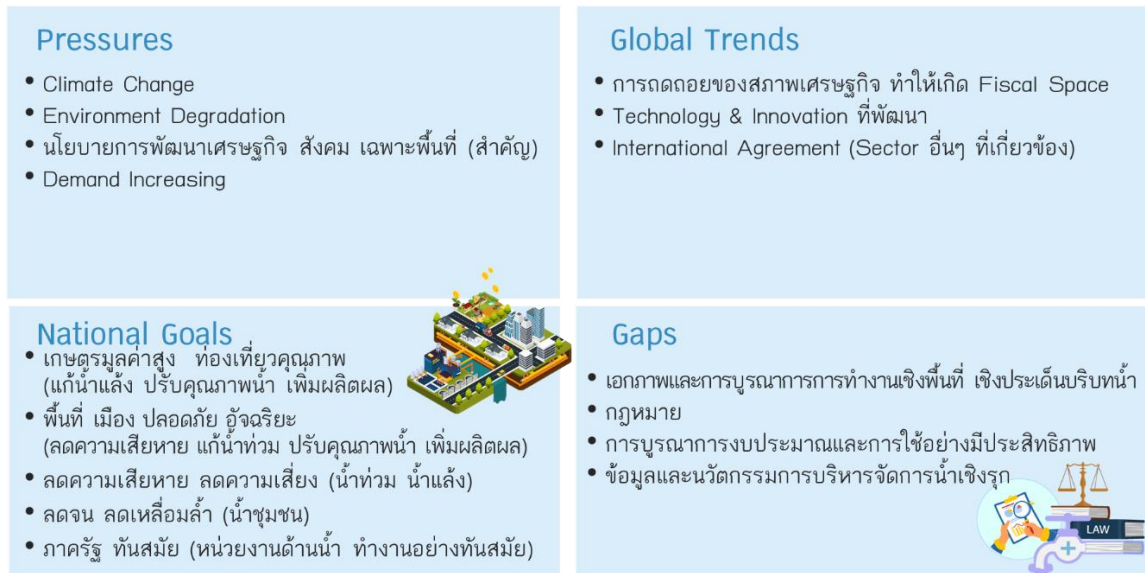 Pressures
• Climate Change
• Environment Degradation
• นโยบายการพัฒนาเศรษฐกิจ สังคม เฉพาะพื้นที่ (สำคัญ)
• Demand Increasing
Global Trends
• การถดถอยของสภาพเศรษฐกิจ ทำให้เกิด Fiscal Space
• Technology & Innovation ที่พัฒนา
• International Agreement (Sector อื่นๆ ที่เกี่ยวข้อง)
National Goals
• เกษตรมูลค่าสูง ท่องเที่ยวคุณภาพ
(แก้น้ำแล้ง ปรับคุณภาพน้ำ เพิ่มผลิตผล)
• พื้นที่ เมือง ปลอดภัย อัจฉริยะ
(ลดความเสียหาย แก้น้ำท่วม ปรับคุณภาพน้ำ เพิ่มผลิตผล)
• ลดความเสียหาย ลดความเสี่ยง (น้ำท่วม น้ำแล้ง)
• ลดจน ลดเหลื่อมล้ำ (น้ำชุมชน)
• ภาครัฐ ทันสมัย (หน่วยงานด้านน้ำ ทำงานอย่างทันสมัย)
Gaps
• เอกภาพและการบูรณาการการทำงานเชิงพื้นที่ เชิงประเด็นบริบทน้ำ
• กฎหมาย
• การบูรณาการงบประมาณและการใช้อย่างมีประสิทธิภาพ
• ข้อมูลและนวัตกรรมการบริหารจัดการน้ำเชิงรุก
LAW